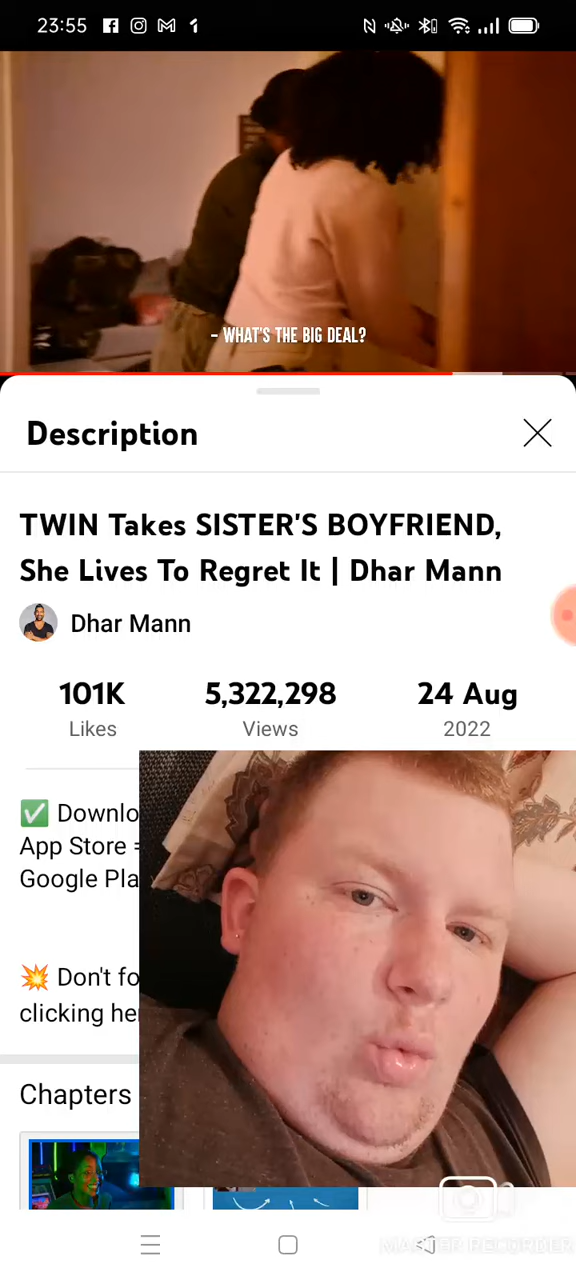 23:55
- WHAT'S THE BIG DEAL?
Description
TWIN Takes SISTER'S BOYFRIEND,
She Lives To Regret It | Dhar Mann
Dhar Mann
101K 5,322,298 24 Aug
Likes Views 2022
✅ Downlo
App Store
Google Pla
💥 Don't fo
clicking he
Chapters
MASTER RECORDER